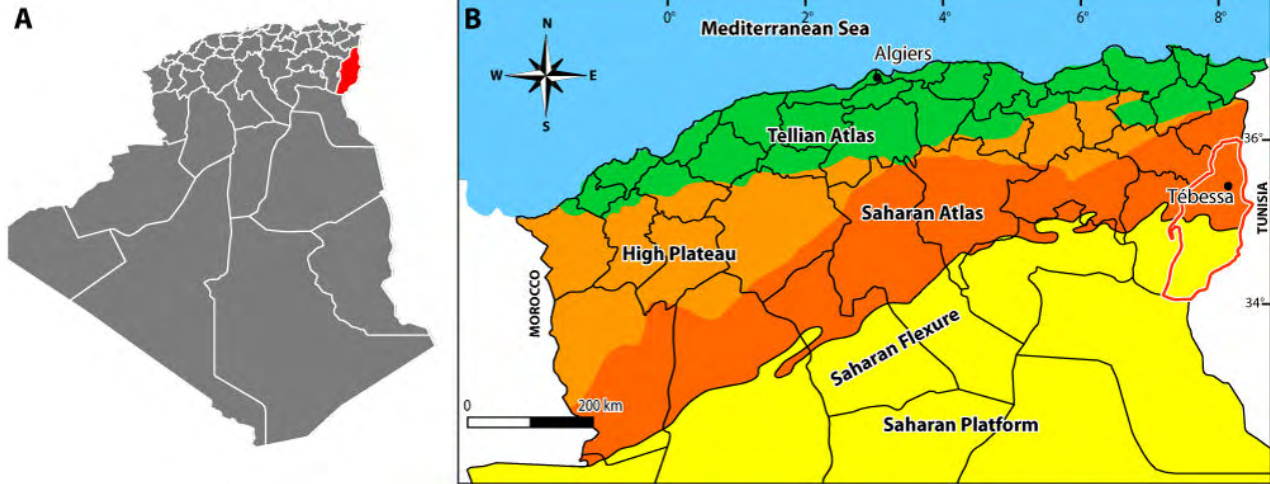 A
B
0°
2°
4°
6°
8°
Mediterranean Sea
N
W
E
S
Algiers
Tellian Atlas
36°
Tébessa
TUNISIA
Saharan Atlas
High Plateau
MOROCCO
34°
Saharan Flexure
0
200 km
Saharan Platform